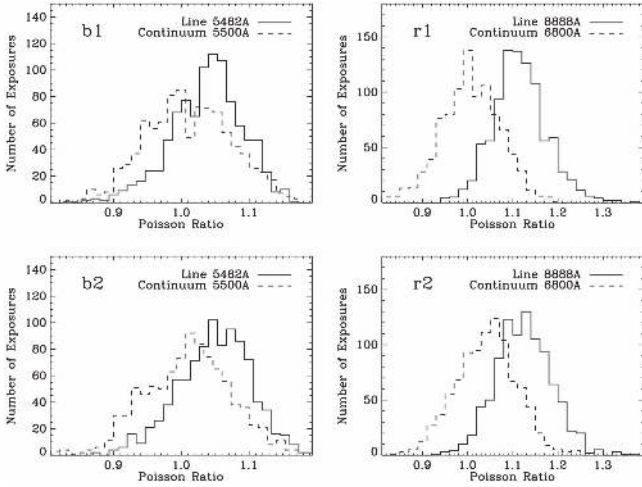 b1
Line 5482A
Continuum 5500A
140
120
100
80
60
40
20
0
Number of Exposures
0.9 1.0 1.1
Poisson Ratio
r1
Line 8888A
Continuum 8800A
150
100
50
0
Number of Exposures
0.9 1.0 1.1 1.2 1.3
Poisson Ratio
b2
Line 5482A
Continuum 5500A
140
120
100
80
60
40
20
0
Number of Exposures
0.9 1.0 1.1
Poisson Ratio
r2
Line 8888A
Continuum 8800A
150
100
50
0
Number of Exposures
0.9 1.0 1.1 1.2 1.3
Poisson Ratio